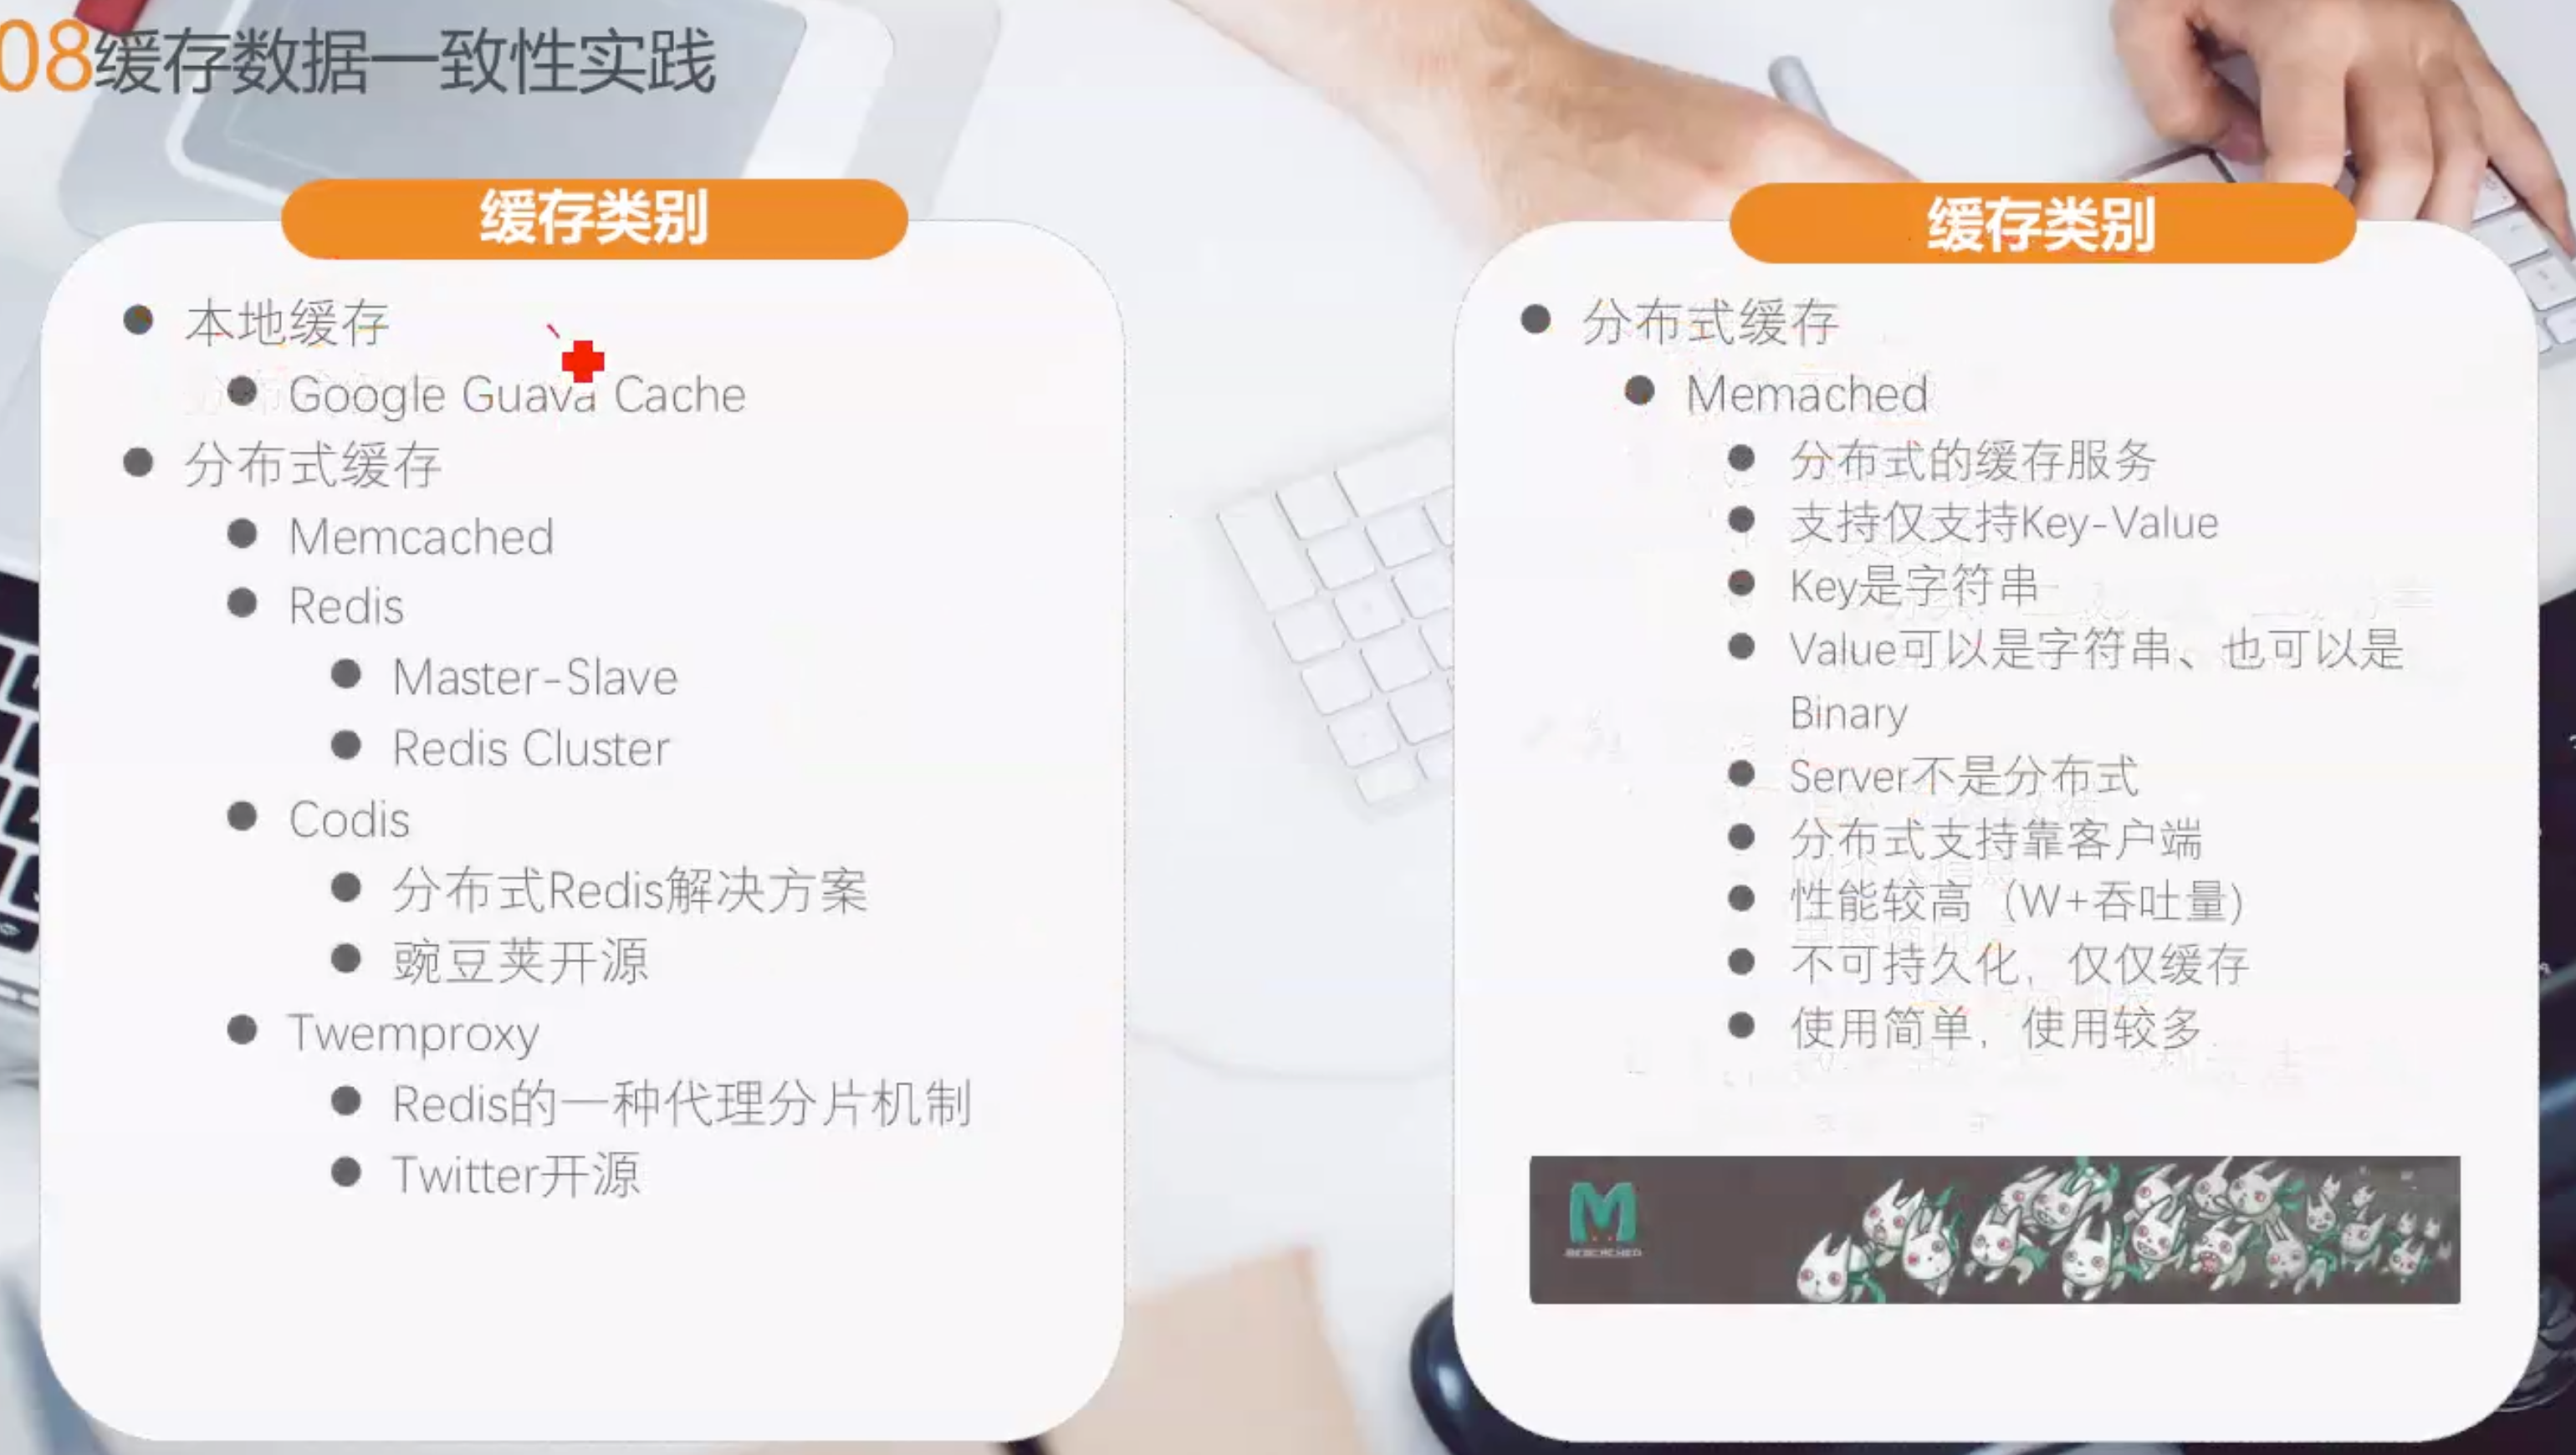 08缓存数据一致性实践
缓存类别
本地缓存
Google Guava Cache
分布式缓存
Memcached
Redis
Master-Slave
Redis Cluster
Codis
分布式Redis解决方案
豌豆荚开源
Twemproxy
Redis的一种代理分片机制
Twitter开源
缓存类别
分布式缓存
Memached
分布式的缓存服务
支持仅支持Key-Value
Key是字符串
Value可以是字符串、也可以是
Binary
Server不是分布式
分布式支持靠客户端
性能较高（W+吞吐量)
不可持久化，仅仅缓存
使用简单，使用较多
M
MEMCACHED